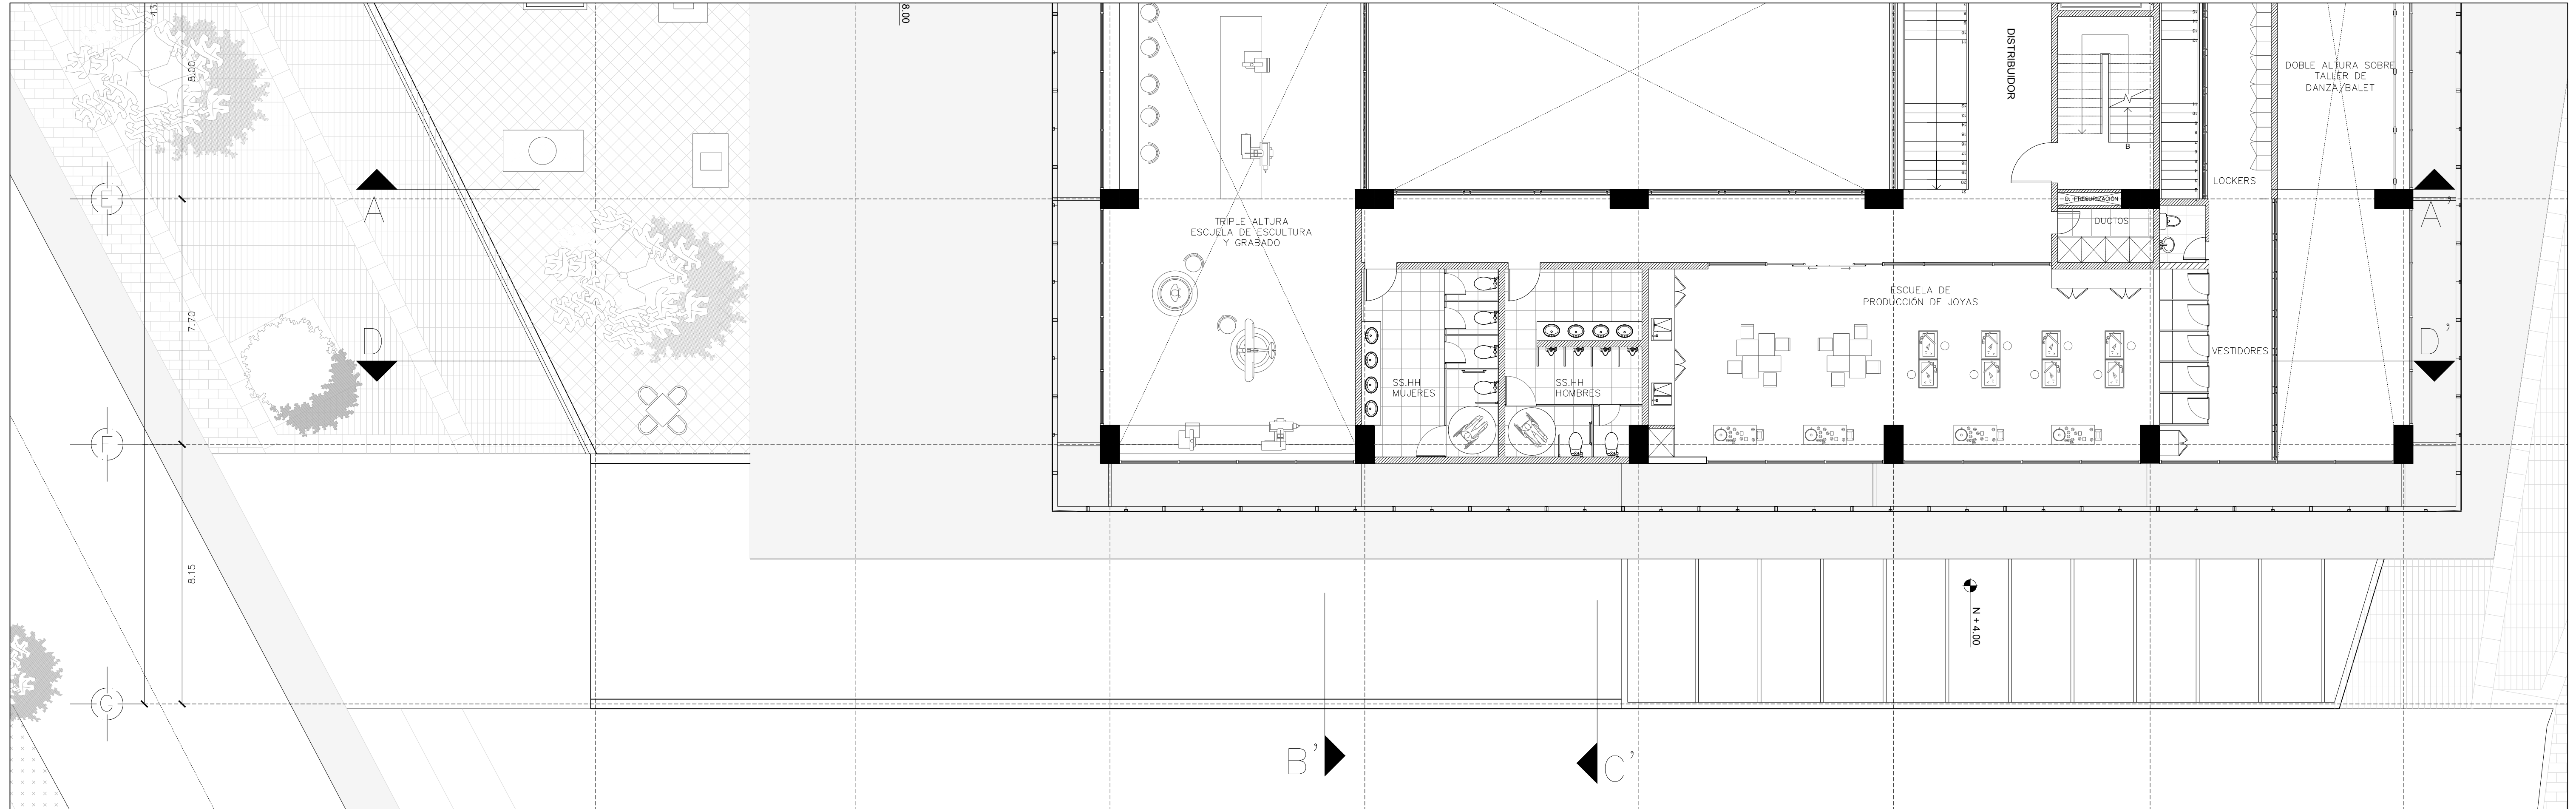 43
8.00
8.00
DISTRIBUIDOR
DOBLE ALTURA SOBRE
TALLER DE
DANZA/BALET
B
LOCKERS
E
A
A'
D. PRESURIZACIÓN
DUCTOS
TRIPLE ALTURA
ESCUELA DE ESCULTURA
Y GRABADO
ESCUELA DE
PRODUCCIÓN DE JOYAS
7.70
D
D'
VESTIDORES
SS.HH
MUJERES
SS.HH
HOMBRES
F
8.15
N + 4.00
G
B'
C'